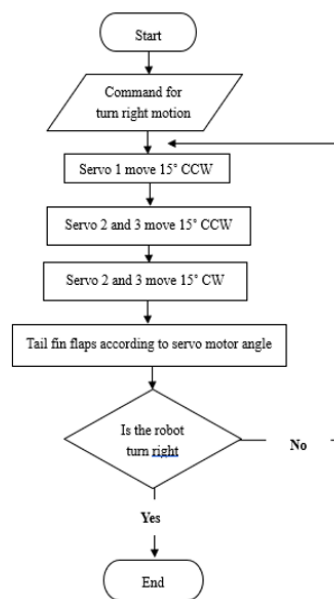 Start
Command for
turn right motion
Servo 1 move 15˚ CCW
Servo 2 and 3 move 15˚ CCW
Servo 2 and 3 move 15˚ CW
Tail fin flaps according to servo motor angle
Is the robot
turn right
No
Yes
End